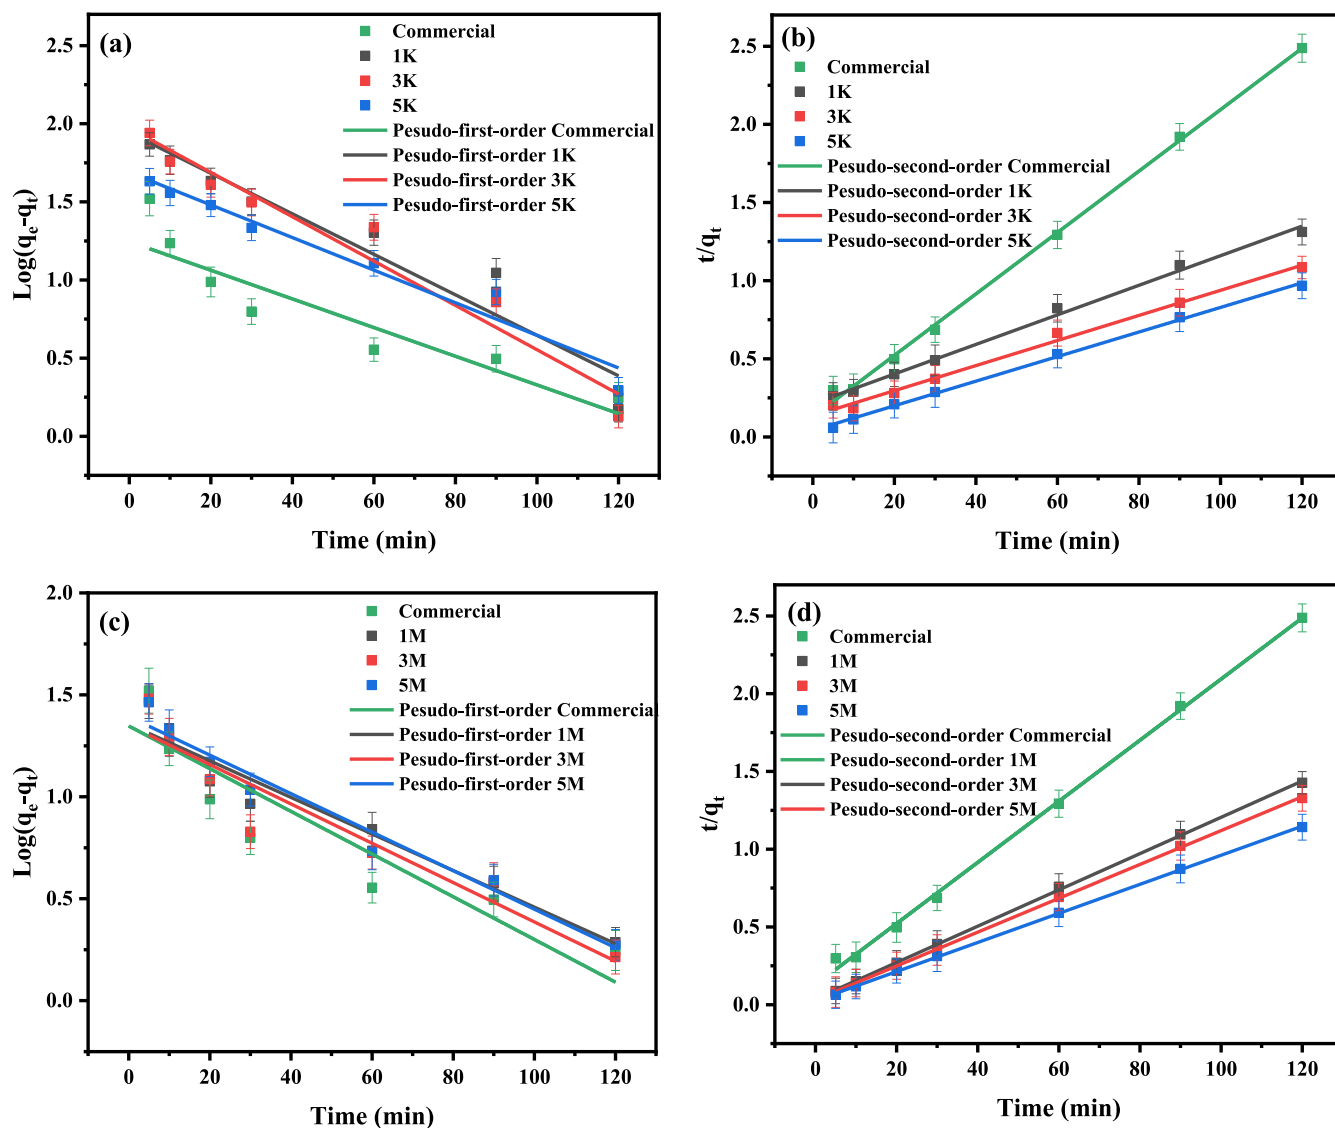 (a)
Commercial
1K
3K
5K
Pesudo-first-order Commercial
Pesudo-first-order 1K
Pesudo-first-order 3K
Pesudo-first-order 5K
2.5
2.0
1.5
1.0
0.5
0.0
Log(qe-qt)
0 20 40 60 80 100 120
Time (min)
(b)
Commercial
1K
3K
5K
Pesudo-second-order Commercial
Pesudo-second-order 1K
Pesudo-second-order 3K
Pesudo-second-order 5K
2.5
2.0
1.5
1.0
0.5
0.0
t/qt
0 20 40 60 80 100 120
Time (min)
(c)
Commercial
1M
3M
5M
Pesudo-first-order Commercial
Pesudo-first-order 1M
Pesudo-first-order 3M
Pesudo-first-order 5M
2.0
1.5
1.0
0.5
0.0
Log(qe-qt)
0 20 40 60 80 100 120
Time (min)
(d)
Commercial
1M
3M
5M
Pseudo-second-order Commercial
Pesudo-second-order 1M
Pesudo-second-order 3M
Pesudo-second-order 5M
2.5
2.0
1.5
1.0
0.5
0.0
t/qt
0 20 40 60 80 100 120
Time (min)